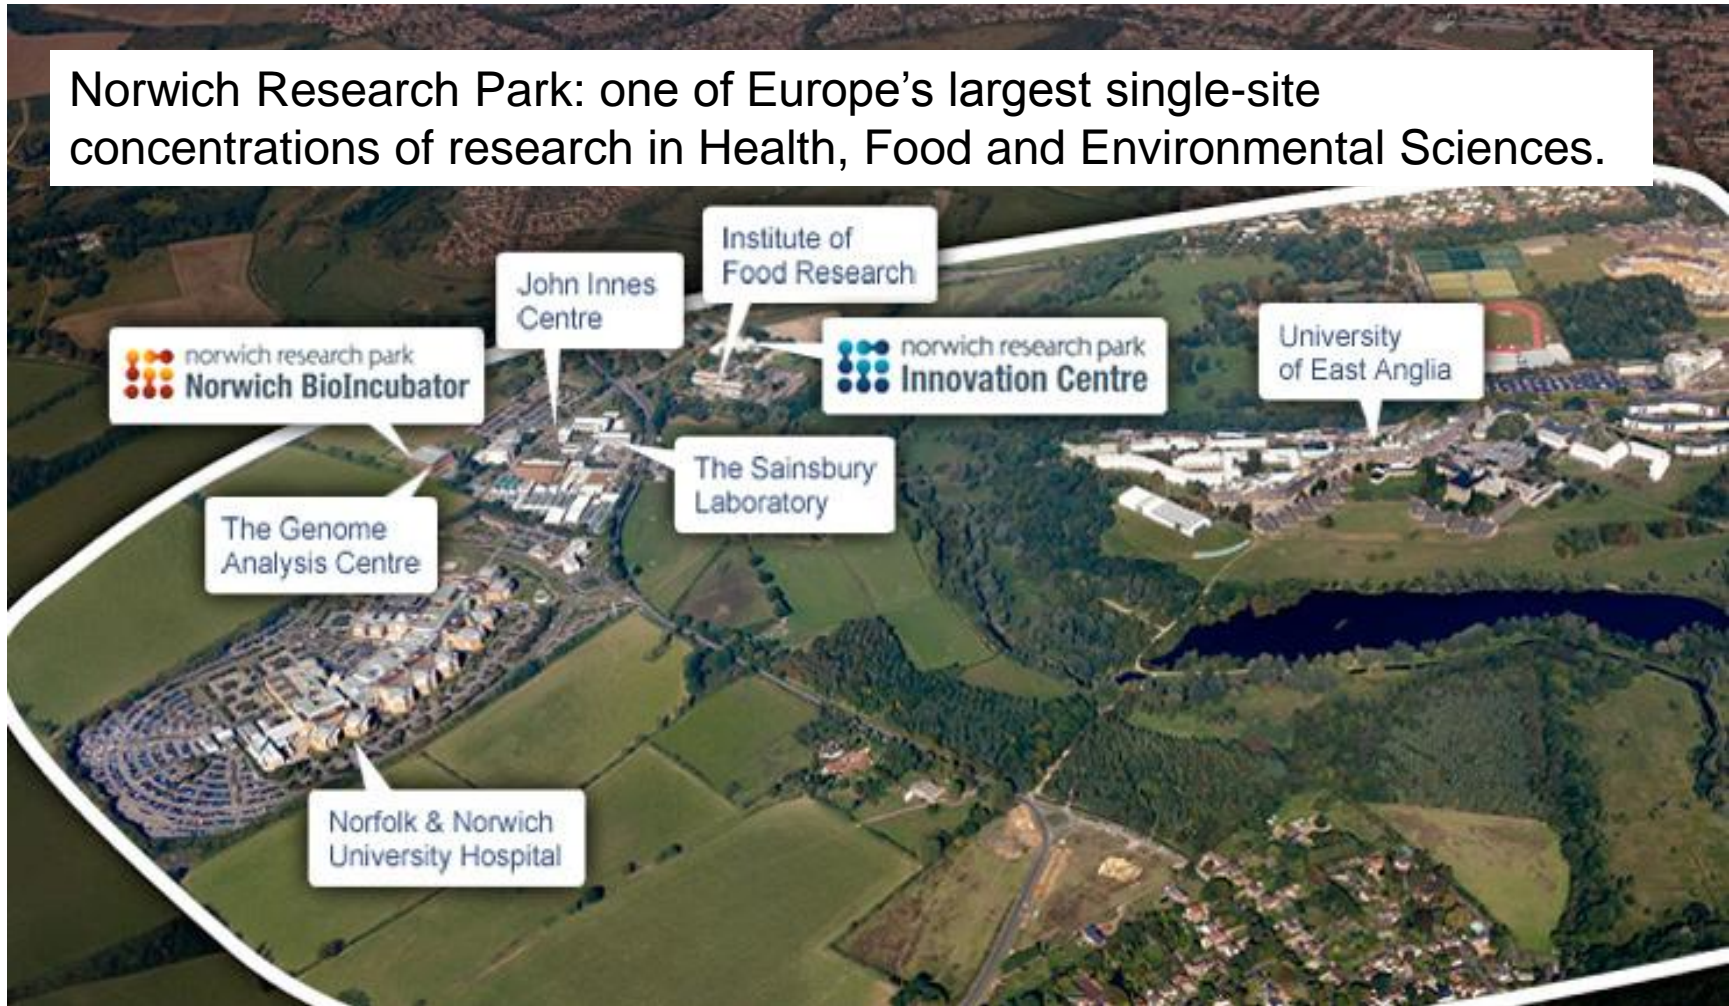 Norwich Research Park: one of Europe’s largest single-site
concentrations of research in Health, Food and Environmental Sciences.
Institute of
Food Research
John Innes
Centre
norwich research park
Norwich BioIncubator
norwich research park
Innovation Centre
University
of East Anglia
The Sainsbury
Laboratory
The Genome
Analysis Centre
Norfolk & Norwich
University Hospital